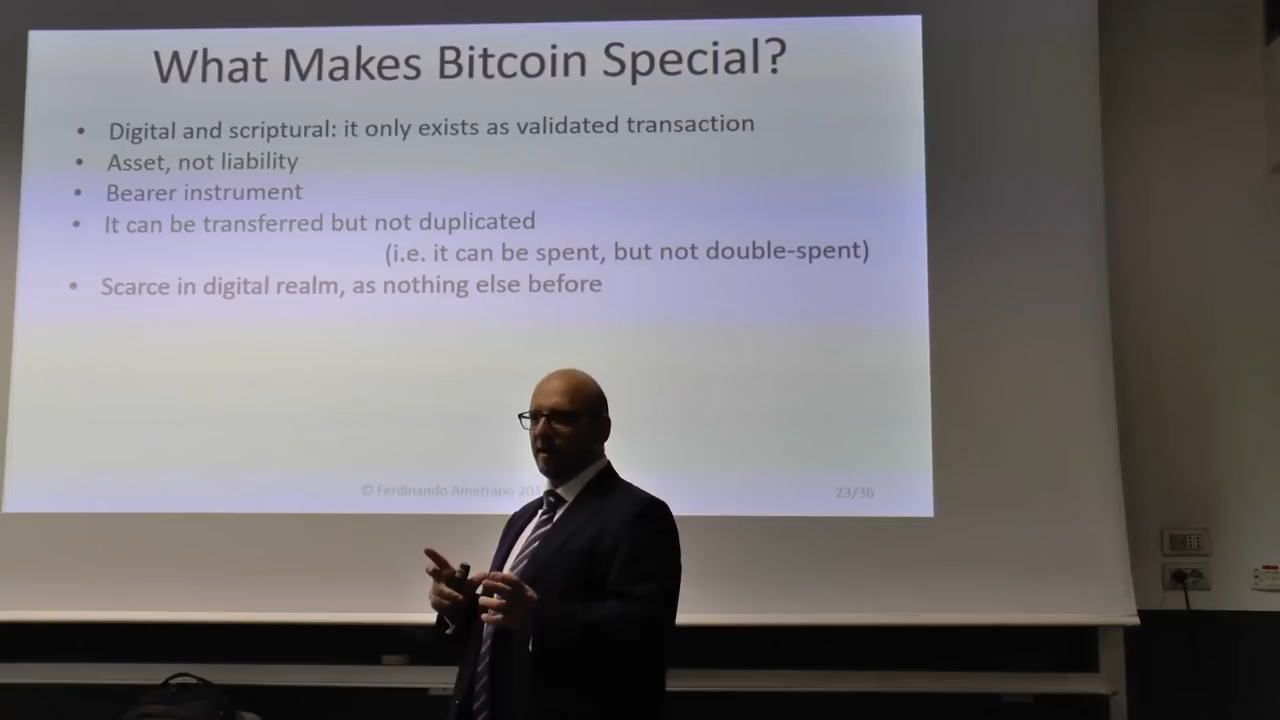 What Makes Bitcoin Special?
• Digital and scriptural: it only exists as validated transaction
• Asset, not liability
• Bearer instrument
• It can be transferred but not duplicated
(i.e. it can be spent, but not double-spent)
• Scarce in digital realm, as nothing else before
© Ferdinando Ametrano
23/36